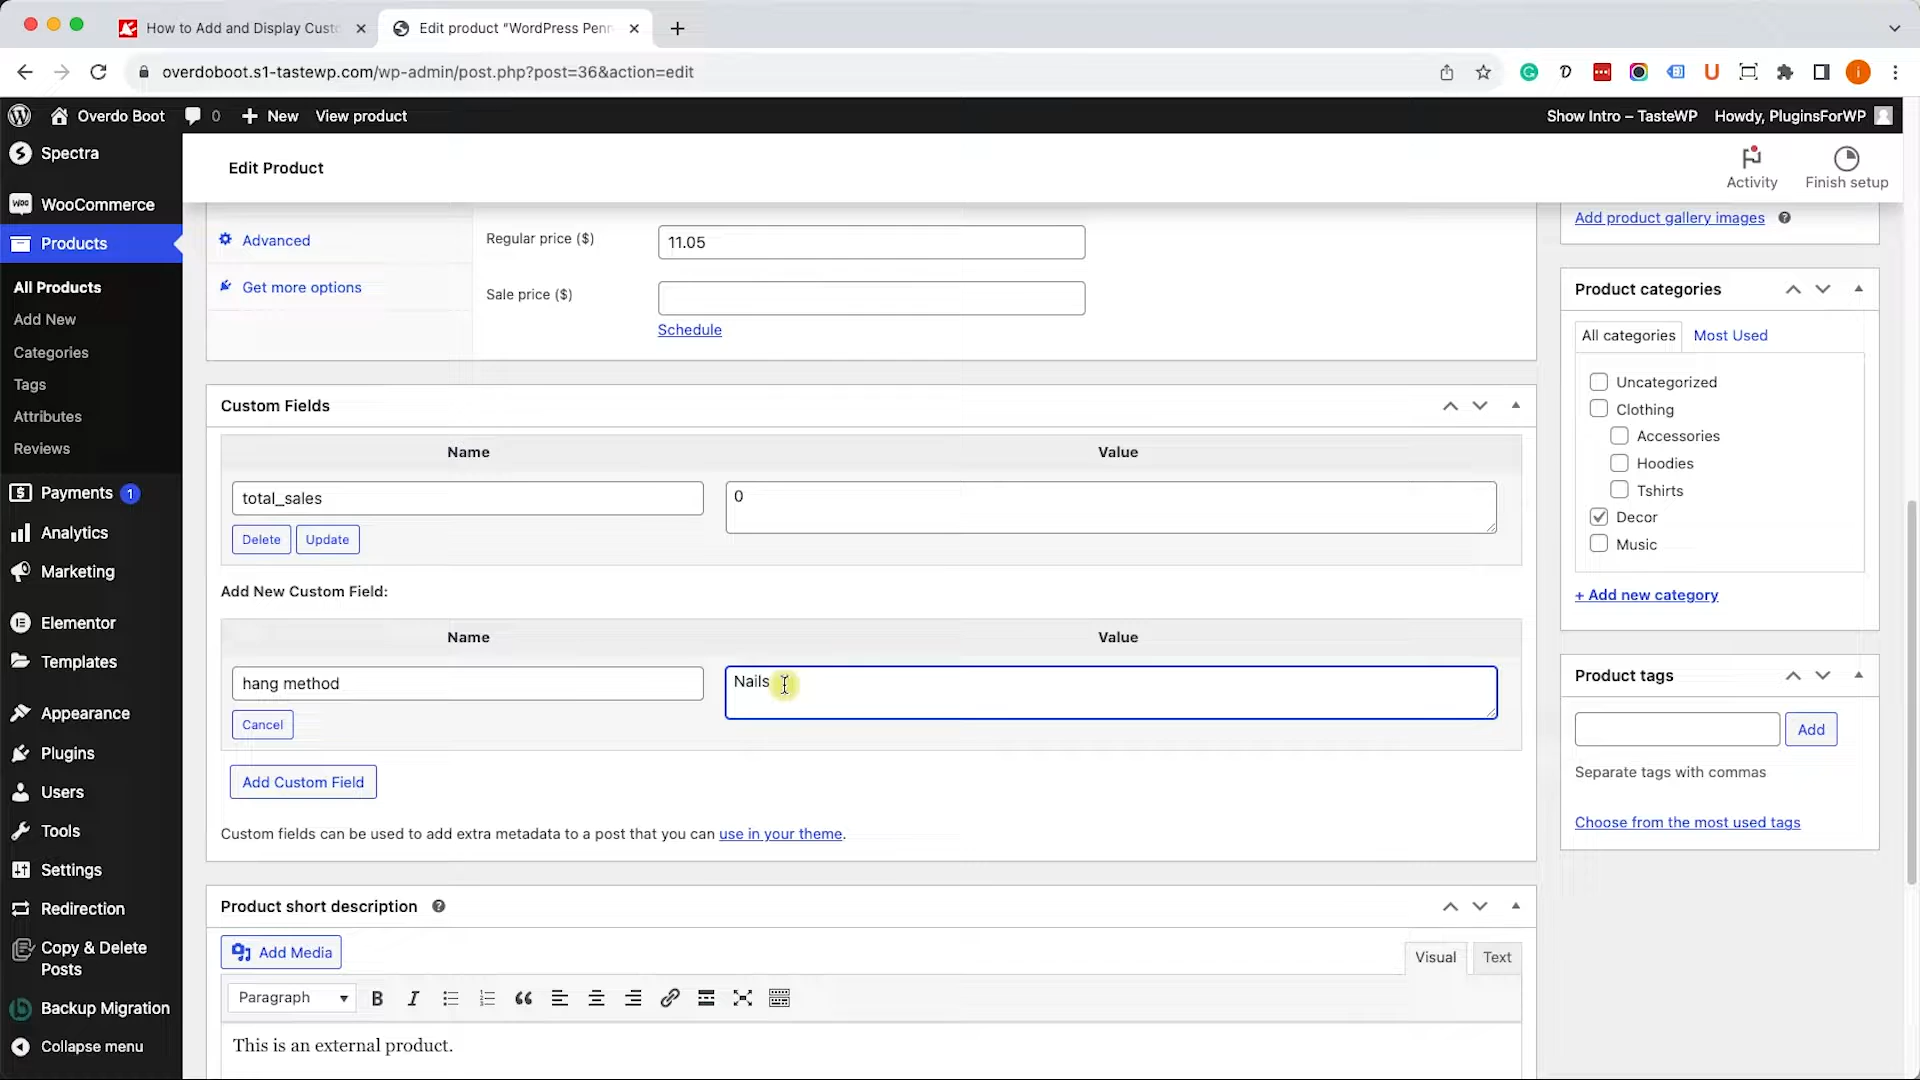 How to Add and Display Custo
Edit product "WordPress Penn
overdoboot.s1-tastewp.com/wp-admin/post.php?post=36&action=edit
Overdo Boot
0
New
View product
Show Intro – TasteWP
Howdy, PluginsForWP
Spectra
WooCommerce
Products
All Products
Add New
Categories
Tags
Attributes
Reviews
Payments 1
Analytics
Marketing
Elementor
Templates
Appearance
Plugins
Users
Tools
Settings
Redirection
Copy & Delete
Posts
Backup Migration
Collapse menu
Edit Product
Activity
Finish setup
Advanced
Get more options
Regular price ($)
11.05
Sale price ($)
Schedule
Custom Fields
Name
Value
total_sales
0
Delete
Update
Add New Custom Field:
Name
Value
hang method
Nails
Cancel
Add Custom Field
Custom fields can be used to add extra metadata to a post that you can use in your theme.
Product short description
Add Media
Visual
Text
Paragraph
This is an external product.
Add product gallery images
Product categories
All categories
Most Used
Uncategorized
Clothing
Accessories
Hoodies
Tshirts
Decor
Music
+ Add new category
Product tags
Add
Separate tags with commas
Choose from the most used tags